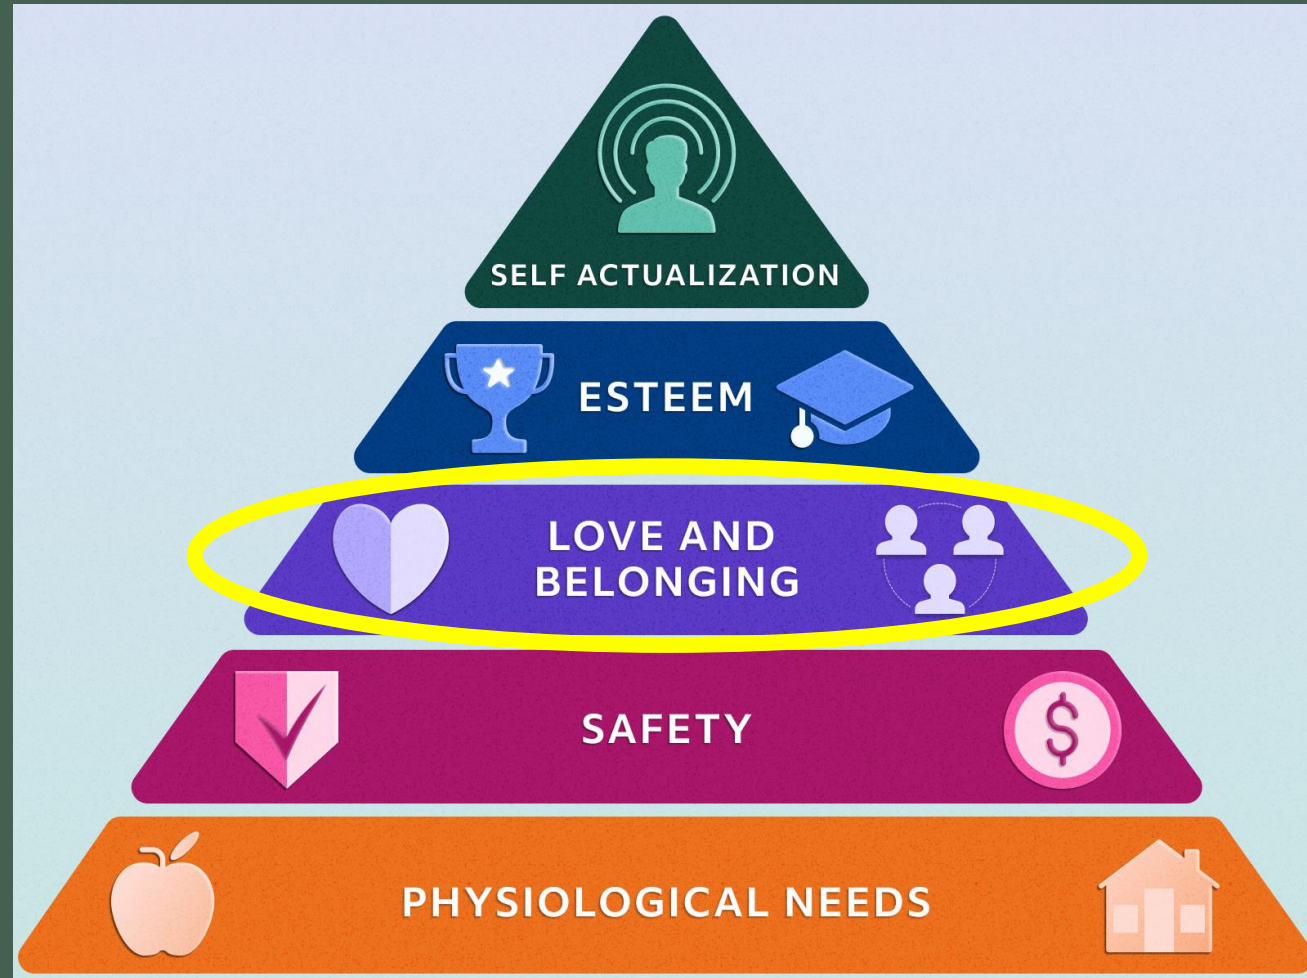 SELF ACTUALIZATION
ESTEEM
LOVE AND
BELONGING
SAFETY
$
PHYSIOLOGICAL NEEDS